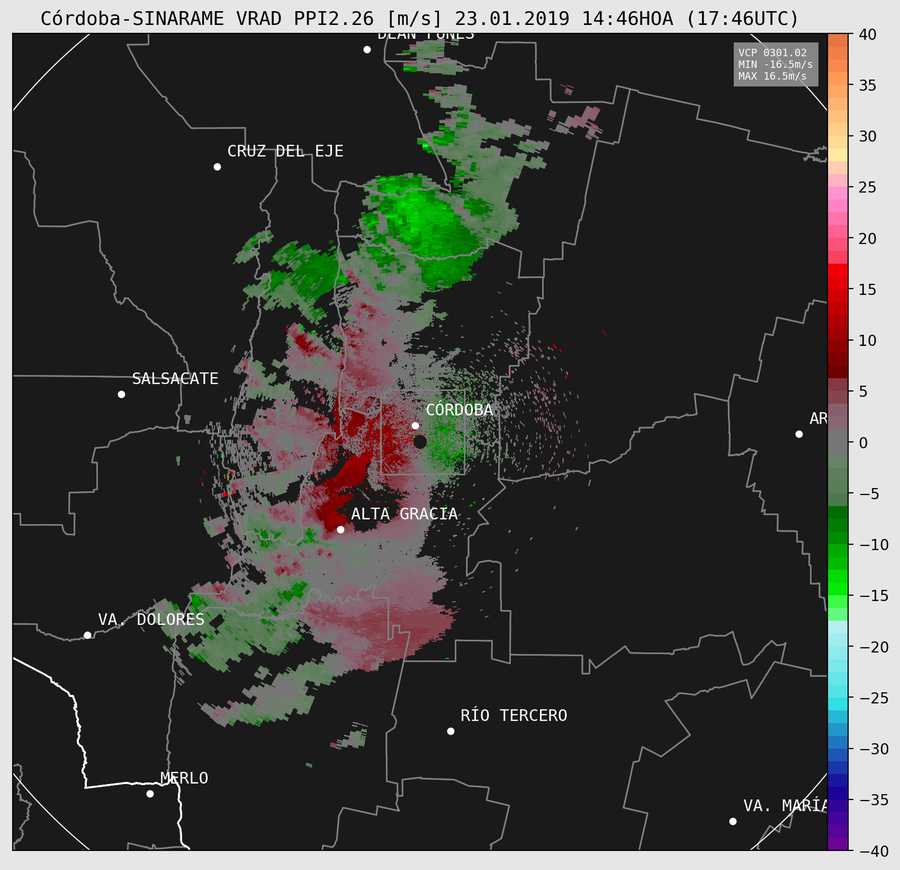 Córdoba-SINARAME VRAD PPI2.26 [m/s] 23.01.2019 14:46HOA (17:46UTC)
DEAN FUNES
VCP 0301.02
MIN -16.5m/s
MAX 16.5m/s
CRUZ DEL EJE
SALSACATE
CÓRDOBA
AR
ALTA GRACIA
VA. DOLORES
RÍO TERCERO
MERLO
VA. MARÍA
40
35
30
25
20
15
10
5
0
−5
−10
−15
−20
−25
−30
−35
−40